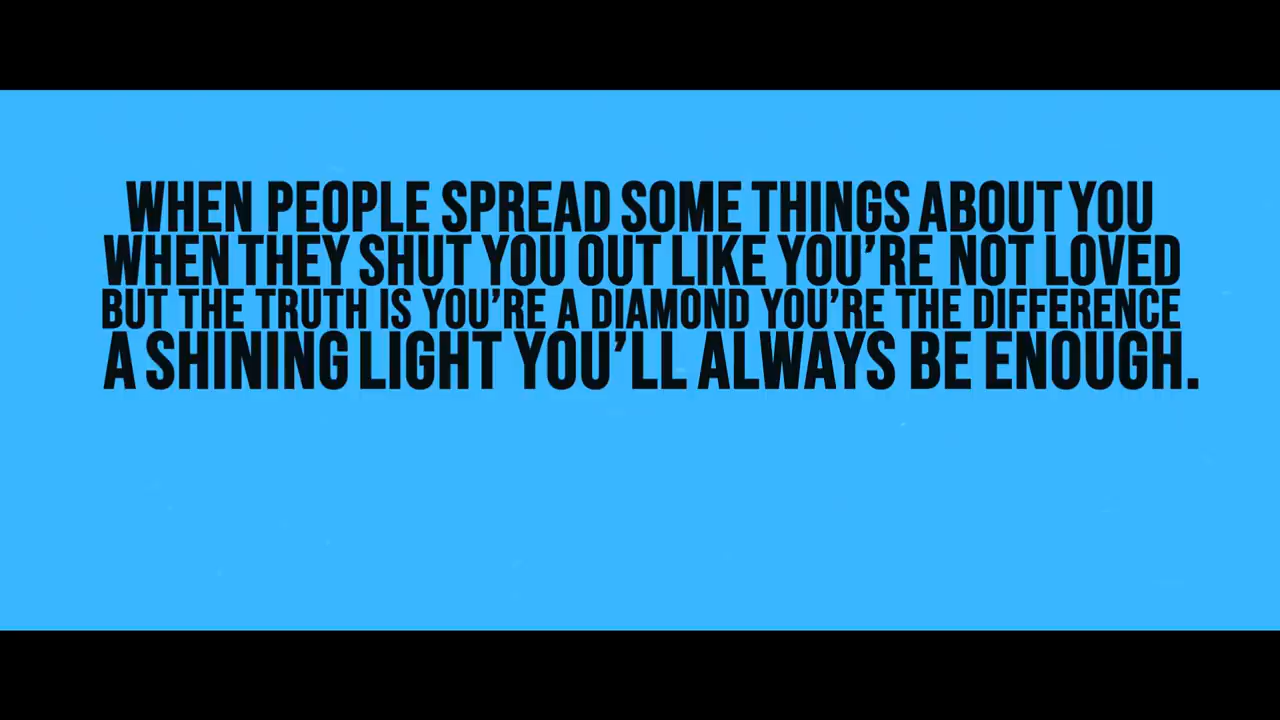 WHEN PEOPLE SPREAD SOME THINGS ABOUT YOU
WHEN THEY SHUT YOU OUT LIKE YOU'RE NOT LOVED
BUT THE TRUTH IS YOU'RE A DIAMOND YOU'RE THE DIFFERENCE
A SHINING LIGHT YOU'LL ALWAYS BE ENOUGH.